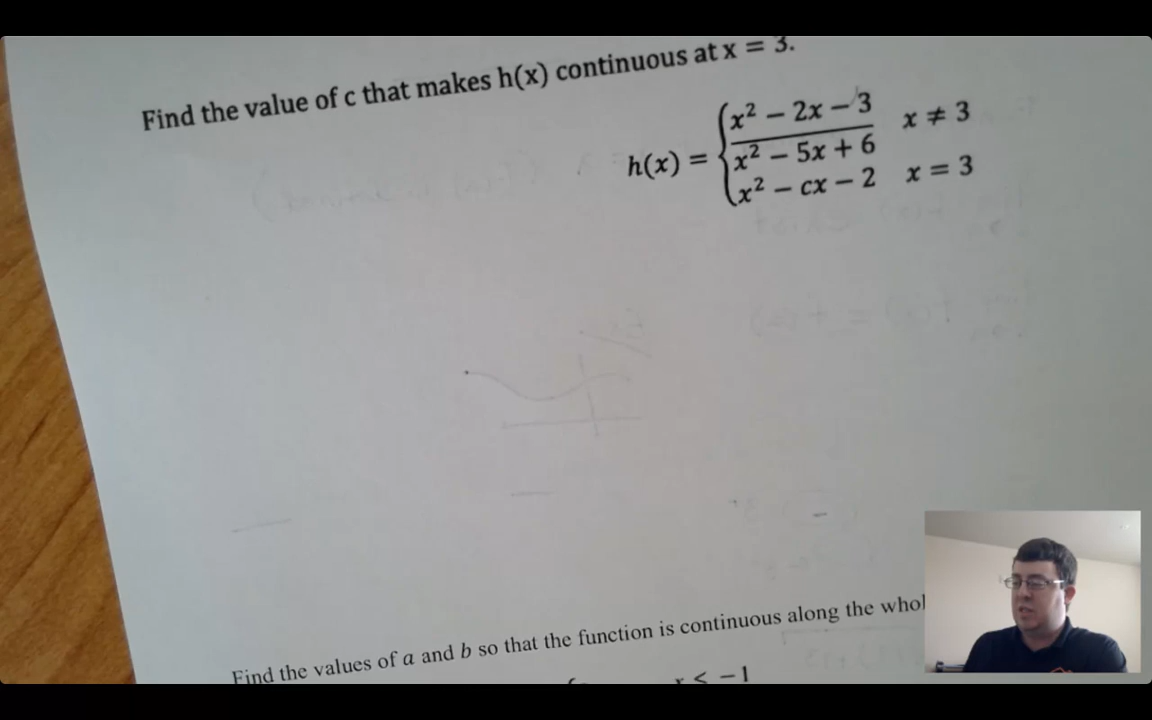 Find the value of c that makes h(x) continuous at x = 3.
x² − 2x − 3 x ≠ 3
h(x) = {
x² − 5x + 6
x² − cx − 2 x = 3
Find the values of a and b so that the function is continuous along the
x < −1